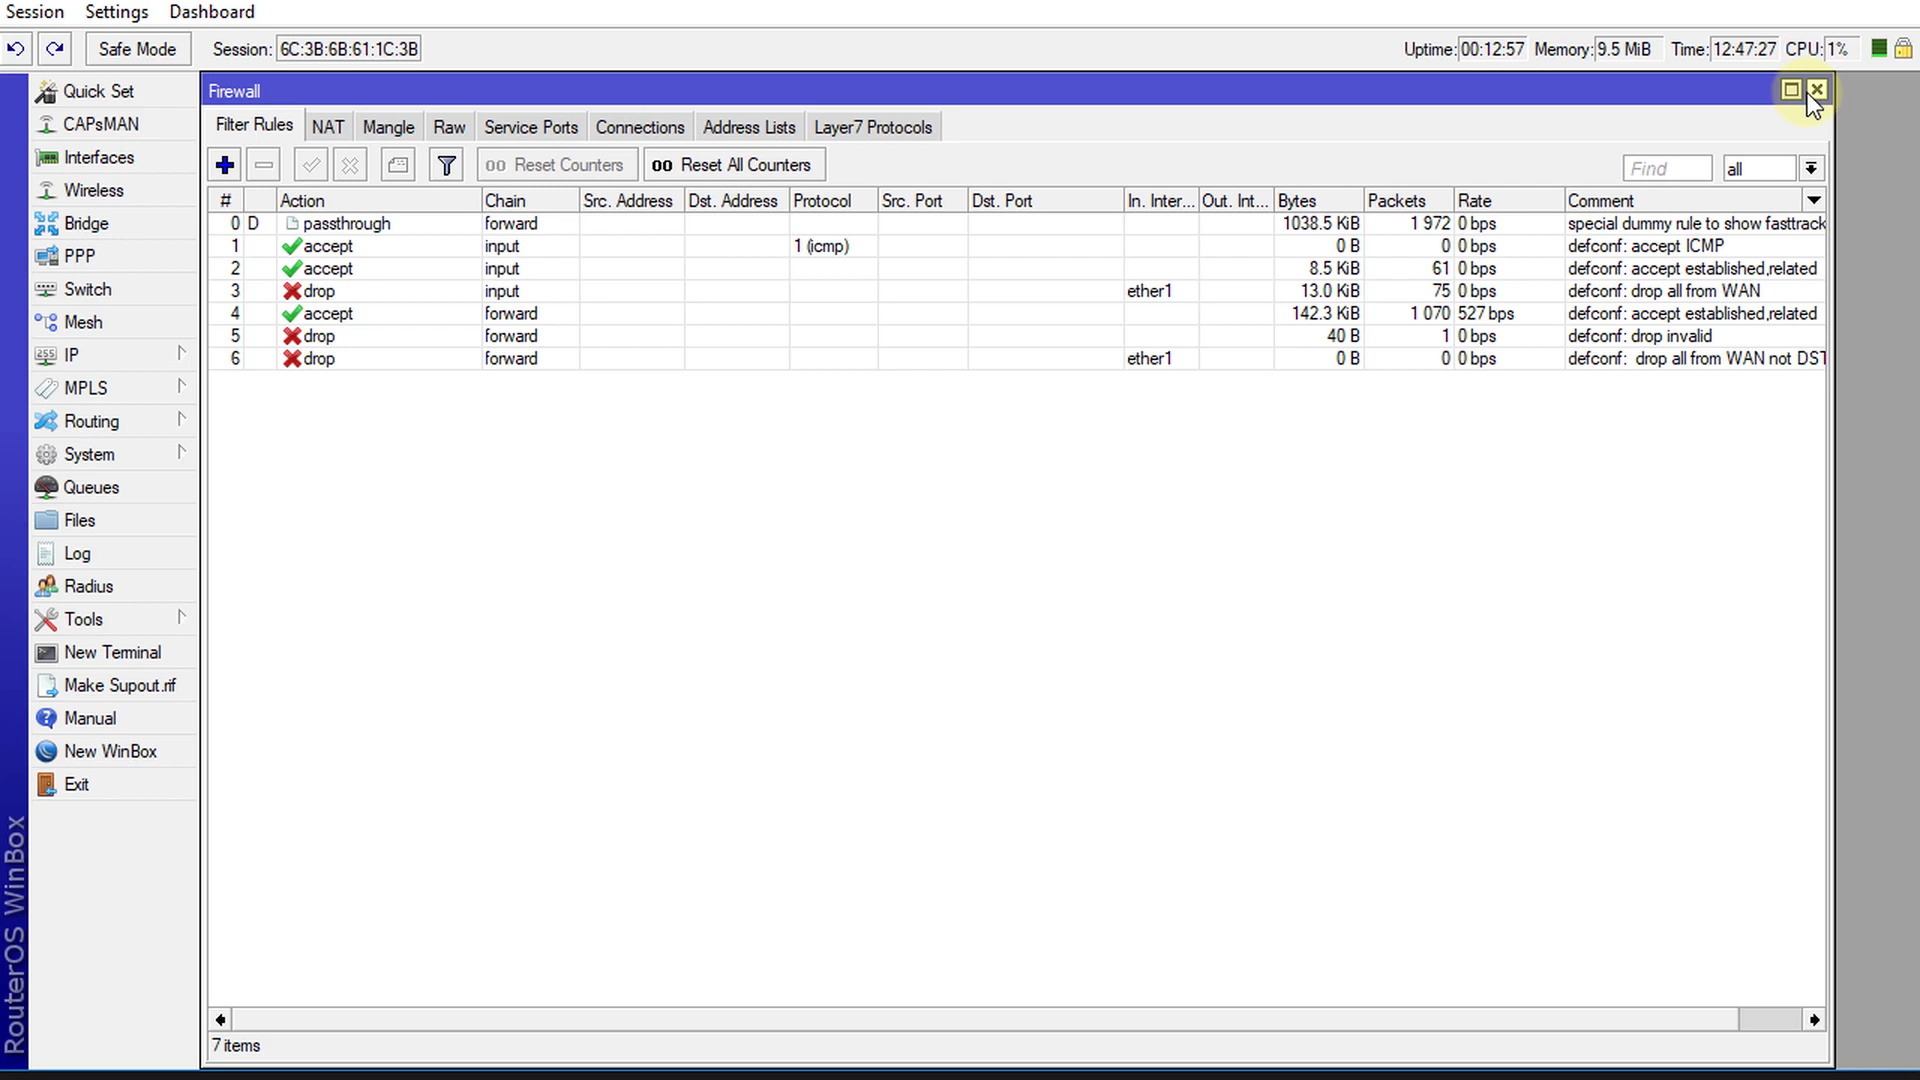 Session Settings Dashboard
Safe Mode Session: 6C:3B:6B:61:1C:3B Uptime: 00:12:57 Memory: 9.5 MiB Time: 12:47:27 CPU: 1%
Quick Set
CAPsMAN
Interfaces
Wireless
Bridge
PPP
Switch
Mesh
255 IP
MPLS
Routing
System
Queues
Files
Log
Radius
Tools
New Terminal
Make Supout.rif
Manual
New WinBox
Exit
RouterOS WinBox
Firewall
Filter Rules NAT Mangle Raw Service Ports Connections Address Lists Layer7 Protocols
00 Reset Counters 00 Reset All Counters Find all
# Action Chain Src. Address Dst. Address Protocol Src. Port Dst. Port In. Inter... Out. Int... Bytes Packets Rate Comment
0 D passthrough forward 1038.5 KiB 1 972 0 bps special dummy rule to show fasttrack
1 accept input 1 (icmp) 0 B 0 0 bps defconf: accept ICMP
2 accept input 8.5 KiB 61 0 bps defconf: accept established,related
3 drop input ether1 13.0 KiB 75 0 bps defconf: drop all from WAN
4 accept forward 142.3 KiB 1 070 527 bps defconf: accept established,related
5 drop forward 40 B 1 0 bps defconf: drop invalid
6 drop forward ether1 0 B 0 0 bps defconf: drop all from WAN not DST
7 items